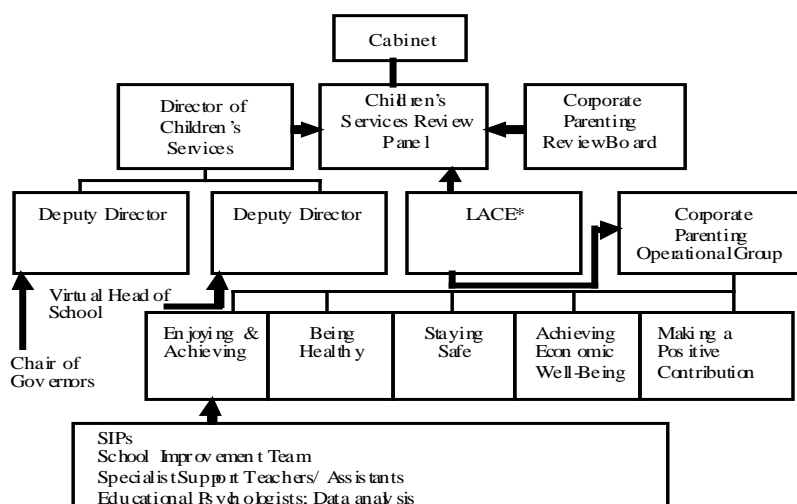 Cabinet
Director of
Children's
Services
Children's
Services Review
Panel
Corporate
Parenting
Review Board
Deputy Director
Deputy Director
LACE*
Corporate
Parenting
Operational Group
Virtual Head of
School
Chair of
Governors
Enjoying &
Achieving
Being
Healthy
Staying
Safe
Achieving
Economic
Well-Being
Making a
Positive
Contribution
SIPs
School Improvement Team
Specialist Support Teachers/ Assistants
Educational Psychologists; Data analysis